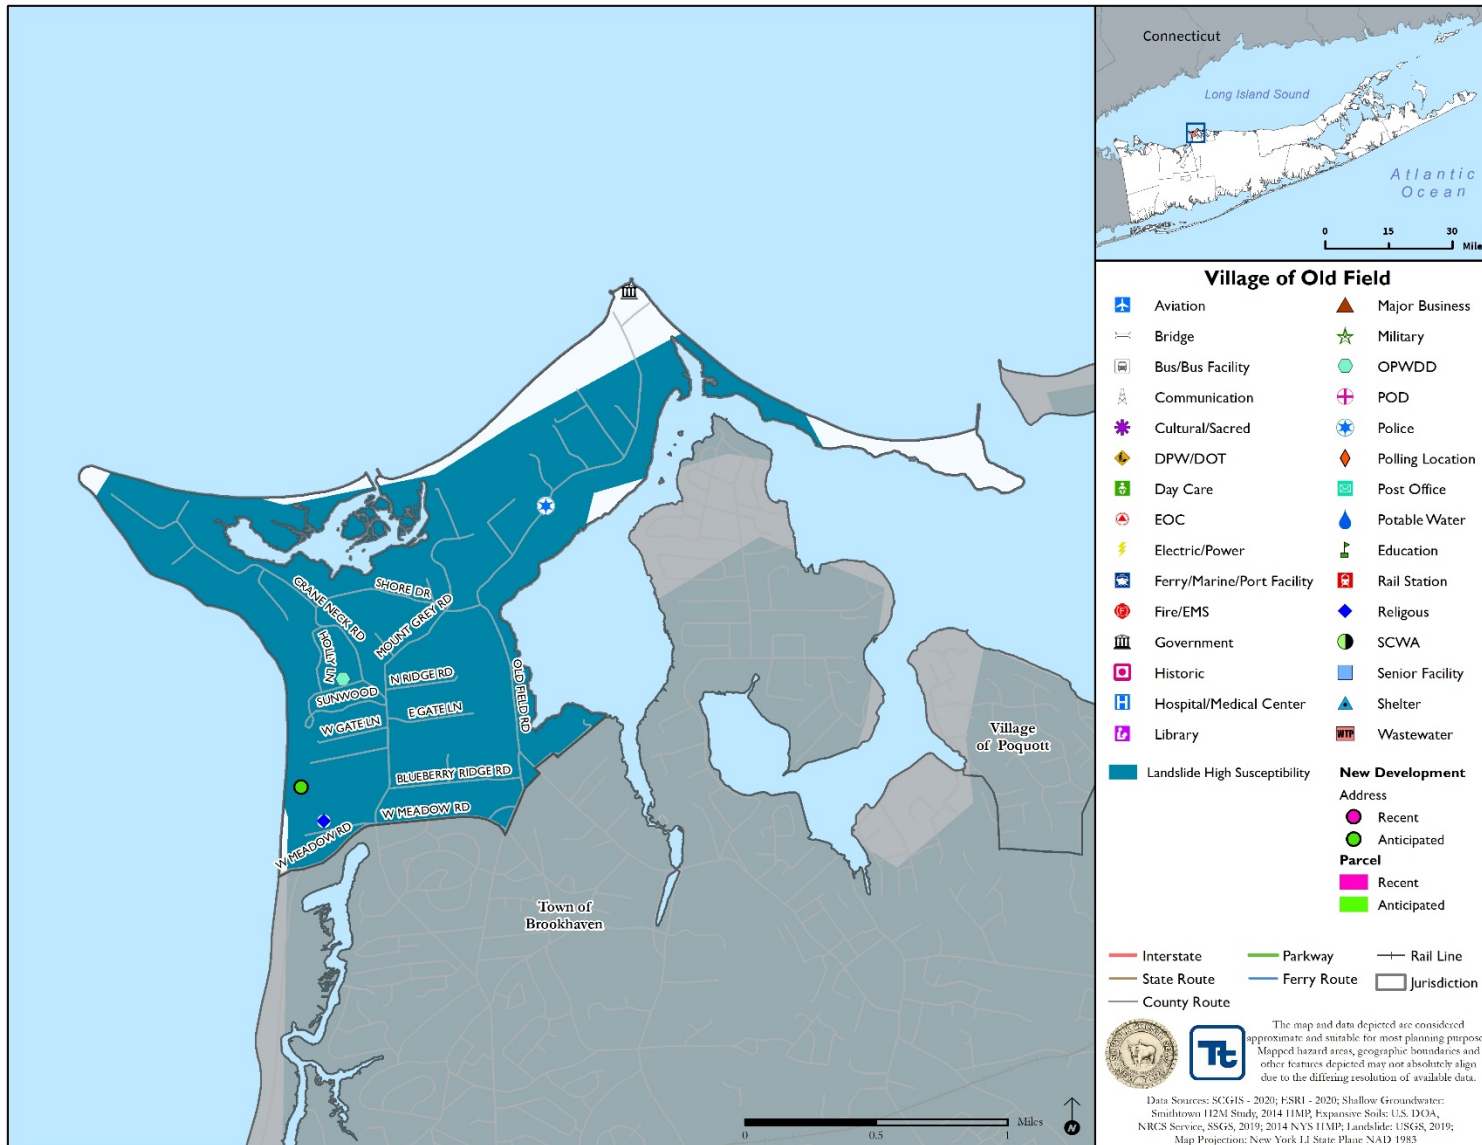 Connecticut
Long Island Sound
Atlantic
Ocean
0 15 30
Mile
CRANE NECK RD
SHORE DR
MOUNT GREY RD
HOLLY LN
SUNWOOD
N RIDGE RD
OLD FIELD RD
W GATE LN
E GATE LN
BLUEBERRY RIDGE RD
W MEADOW RD
W MEADOW RD
Village
of Poquott
Town of
Brookhaven
Miles
0 0.5 1
N
Village of Old Field
Aviation
Bridge
Bus/Bus Facility
Communication
Cultural/Sacred
DPW/DOT
Day Care
EOC
Electric/Power
Ferry/Marine/Port Facility
Fire/EMS
Government
Historic
H Hospital/Medical Center
Library
Major Business
Military
OPWDD
POD
Police
Polling Location
Post Office
Potable Water
Education
Rail Station
Religous
SCWA
Senior Facility
Shelter
WTP Wastewater
Landslide High Susceptibility
New Development
Address
Recent
Anticipated
Parcel
Recent
Anticipated
Interstate
State Route
County Route
Parkway
Ferry Route
Rail Line
Jurisdiction
Tt
The map and data depicted are considered
approximate and suitable for most planning purpose
Mapped hazard areas, geographic boundaries and
other features depicted may not absolutely align
due to the differing resolution of available data.
Data Sources: SCGIS - 2020; ESRI - 2020; Shallow Groundwater:
Smithtown H2M Study, 2014 HMP, Expansive Soils: U.S. DOA,
NRCS Service, SSGS, 2019; 2014 NYS HMP; Landslide: USGS, 2019;
Map Projection: New York LI State Plane NAD 1983